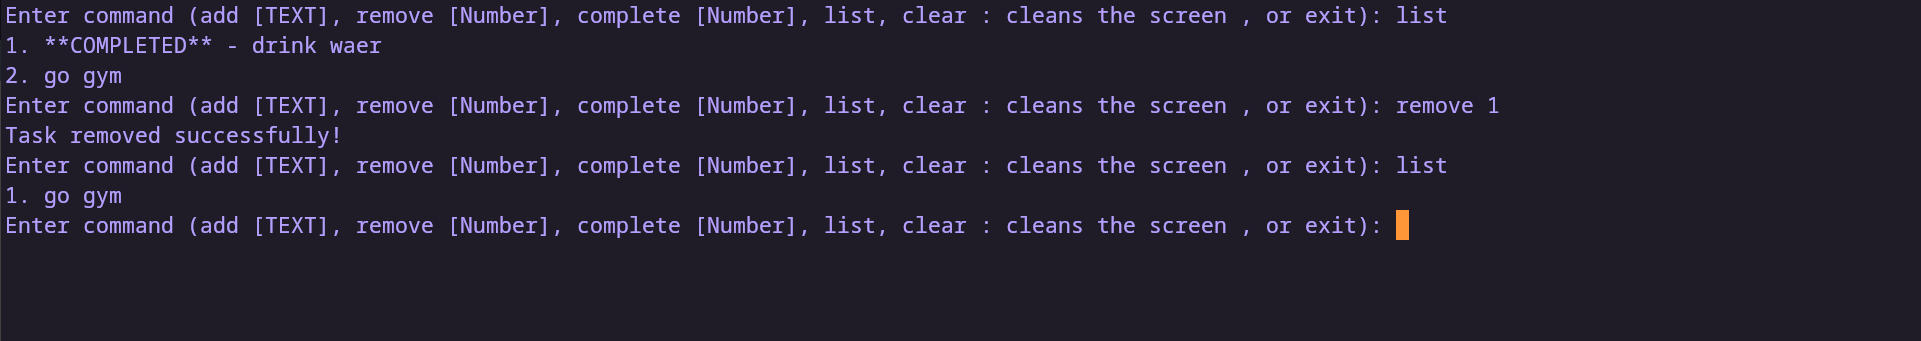 Enter command (add [TEXT], remove [Number], complete [Number], list, clear : cleans the screen , or exit): list
1. **COMPLETED** - drink waer
2. go gym
Enter command (add [TEXT], remove [Number], complete [Number], list, clear : cleans the screen , or exit): remove 1
Task removed successfully!
Enter command (add [TEXT], remove [Number], complete [Number], list, clear : cleans the screen , or exit): list
1. go gym
Enter command (add [TEXT], remove [Number], complete [Number], list, clear : cleans the screen , or exit):